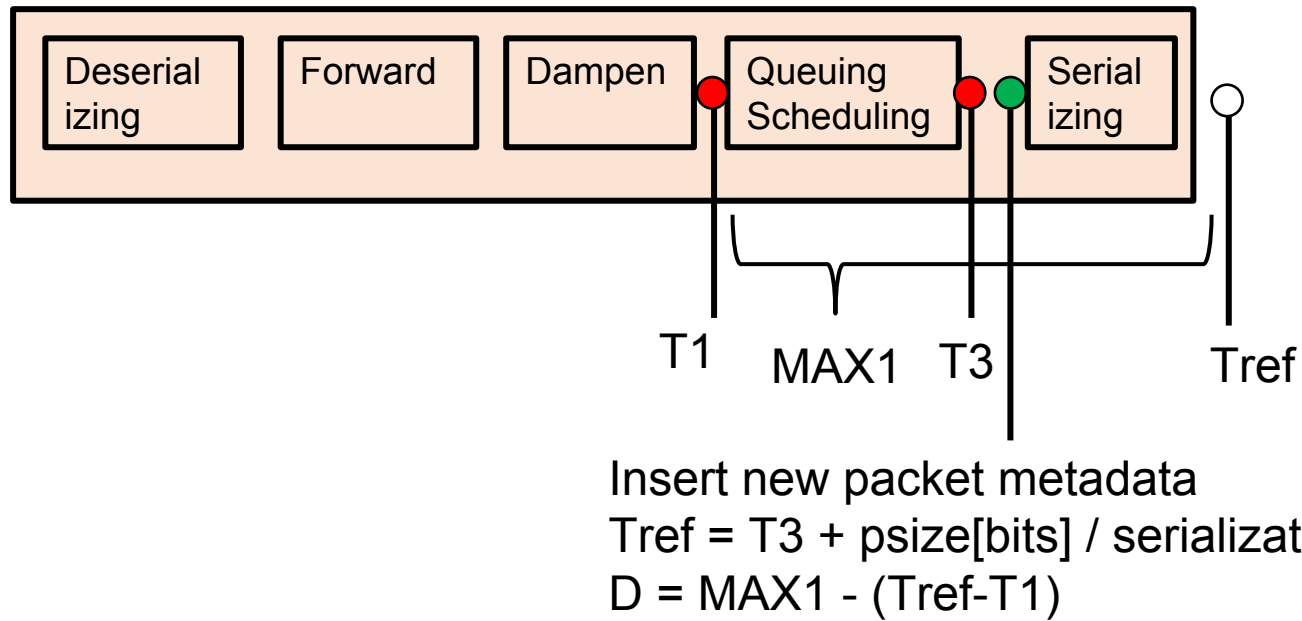 Deserial
izing
Forward
Dampen
Queuing
Scheduling
Serial
izing
T1
MAX1
T3
Tref
Insert new packet metadata
Tref = T3 + psize[bits] / serializat
D = MAX1 - (Tref-T1)